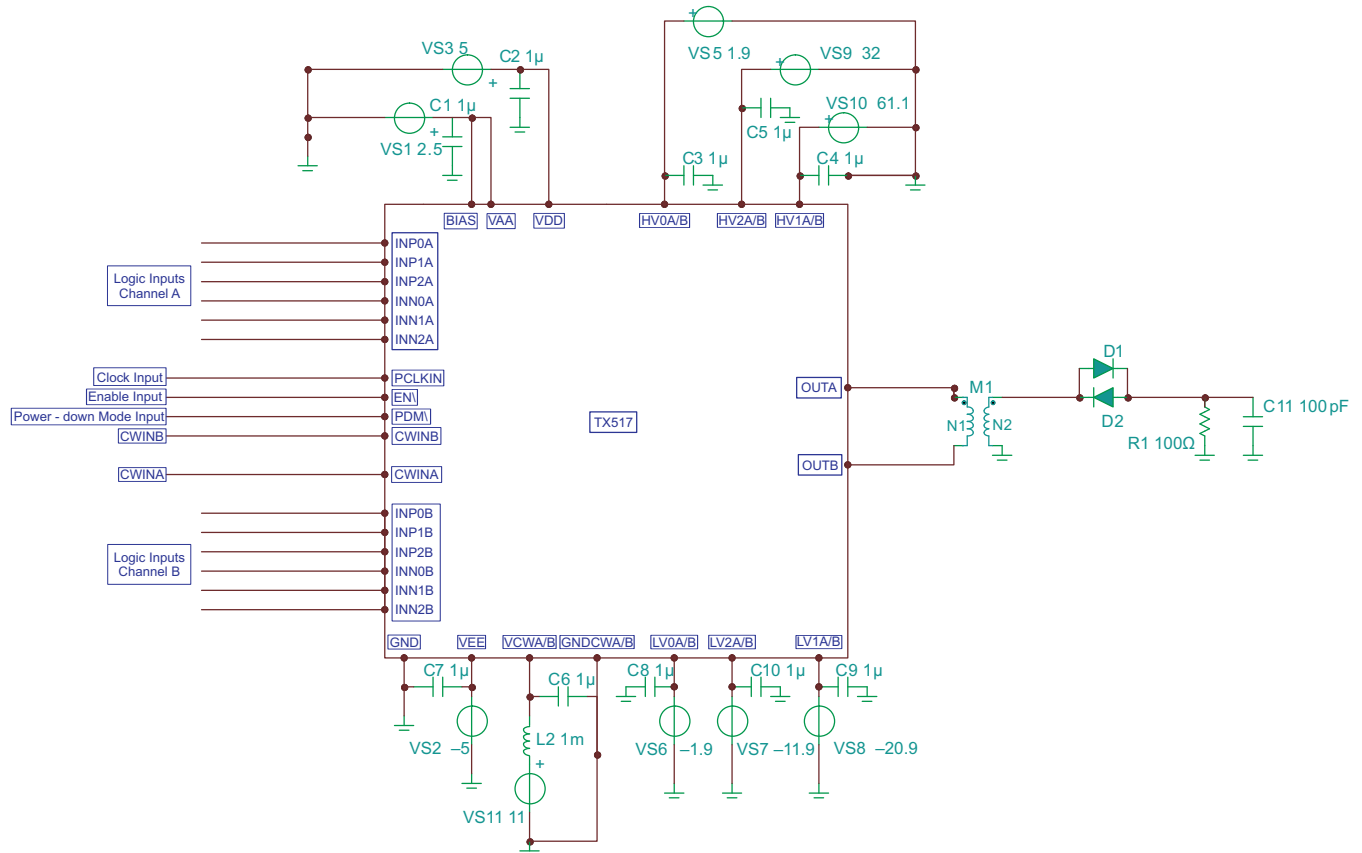 VS5 1.9
VS3 5
C2 1µ
VS9 32
C1 1µ
VS10 61.1
C5 1µ
VS1 2.5
C3 1µ
C4 1µ
+
+
+
+
+
BIAS
VAA
VDD
HV0A/B
HV2A/B
HV1A/B
Logic Inputs
Channel A
INP0A
INP1A
INP2A
INN0A
INN1A
INN2A
Clock Input
PCLKIN
Enable Input
EN\
Power - down Mode Input
PDM\
CWINB
CWINB
CWINA
CWINA
TX517
OUTA
OUTB
M1
N1
N2
D1
D2
R1 100Ω
C11 100 pF
Logic Inputs
Channel B
INP0B
INP1B
INP2B
INN0B
INN1B
INN2B
GND
VEE
VCWA/B
GNDCWA/B
LV0A/B
LV2A/B
LV1A/B
C7 1µ
C6 1µ
C8 1µ
C10 1µ
C9 1µ
VS2 –5
L2 1m
VS6 –1.9
VS7 –11.9
VS8 –20.9
+
VS11 11